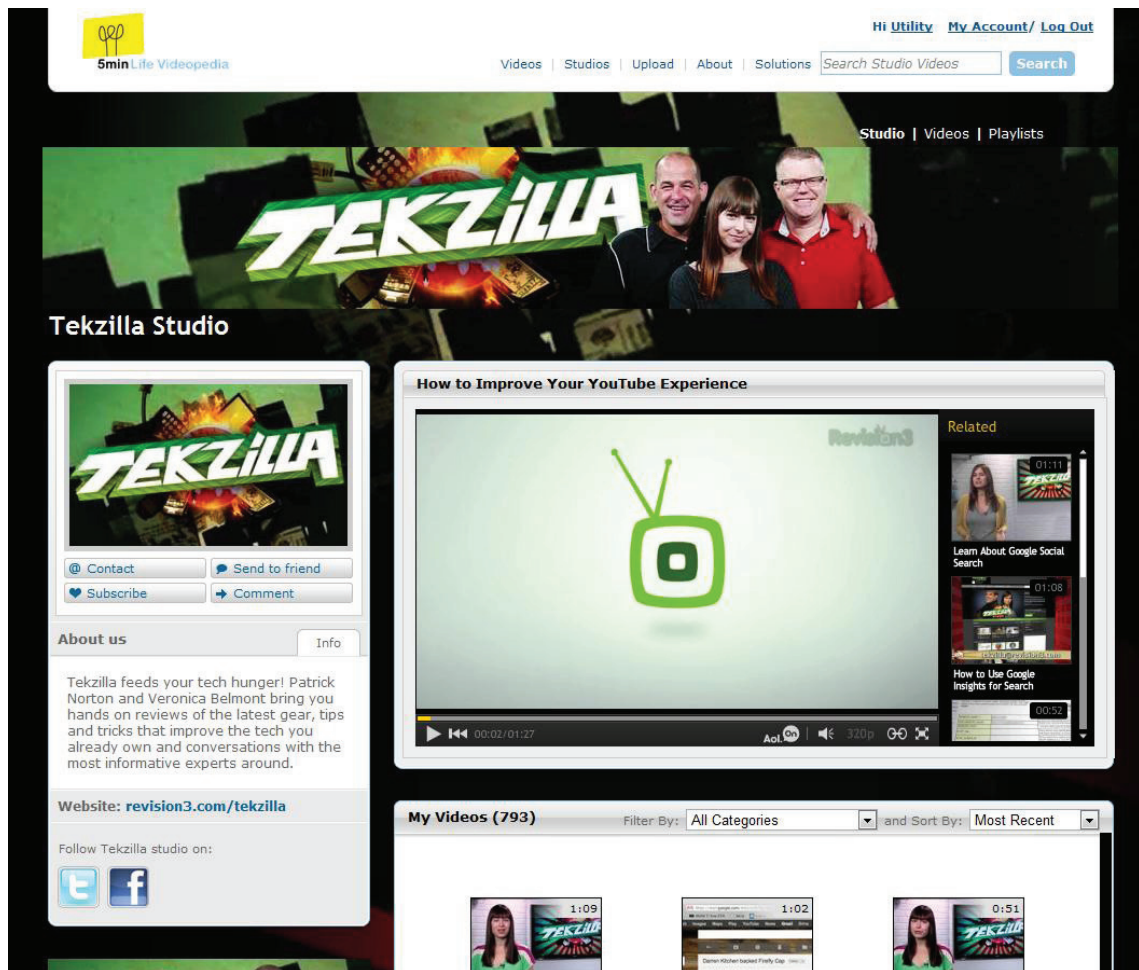 Hi Utility My Account/ Log Out
5min Life Videopedia
Videos | Studios | Upload | About | Solutions Search Studio Videos Search
Studio | Videos | Playlists
TEKZiLLA
Tekzilla Studio
TEKZiLLA
@ Contact
Send to friend
Subscribe
Comment
About us
Info
Tekzilla feeds your tech hunger! Patrick
Norton and Veronica Belmont bring you
hands on reviews of the latest gear, tips
and tricks that improve the tech you
already own and conversations with the
most informative experts around.
Website: revision3.com/tekzilla
Follow Tekzilla studio on:
How to Improve Your YouTube Experience
Revision3
00:02/01:27
Aol.On
320p
Related
01:11
TEKZILLA
Learn About Google Social
Search
01:08
tekzilla@revision3.com
How to Use Google
Insights for Search
00:52
My Videos (793) Filter By: All Categories and Sort By: Most Recent
1:09
TEKZILLA
1:02
0:51
TEKZILLA